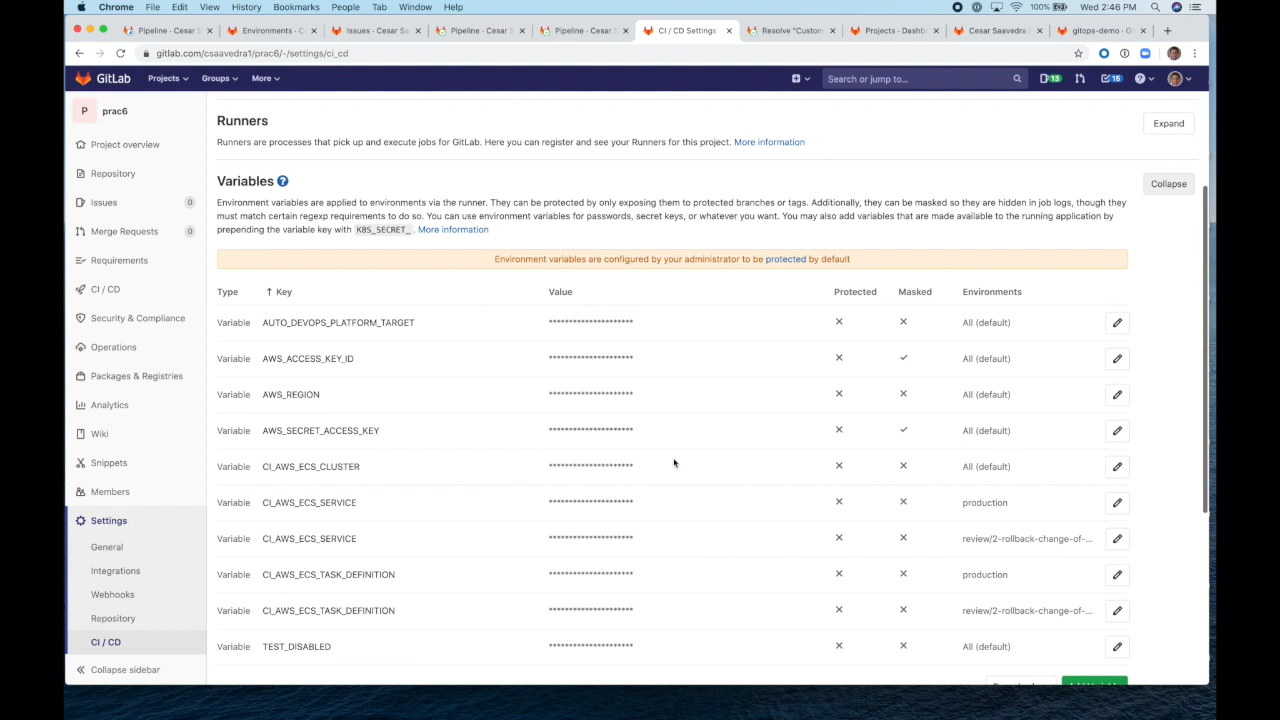 Chrome File Edit View History Bookmarks People Tab Window Help 100% Wed 2:46 PM
Pipeline · Cesar S Environments · C Issues · Cesar Sa Pipeline · Cesar S Pipeline · Cesar S CI / CD Settings Resolve "Custom Projects · Dashb Cesar Saavedra / gitops-demo · G
gitlab.com/csaavedra1/prac6/-/settings/ci_cd
GitLab Projects Groups More Search or jump to... 13 16
P prac6
Project overview
Repository
Issues 0
Merge Requests 0
Requirements
CI / CD
Security & Compliance
Operations
Packages & Registries
Analytics
Wiki
Snippets
Members
Settings
General
Integrations
Webhooks
Repository
CI / CD
Collapse sidebar
Runners Expand
Runners are processes that pick up and execute jobs for GitLab. Here you can register and see your Runners for this project. More information
Variables ? Collapse
Environment variables are applied to environments via the runner. They can be protected by only exposing them to protected branches or tags. Additionally, they can be masked so they are hidden in job logs, though they
must match certain regexp requirements to do so. You can use environment variables for passwords, secret keys, or whatever you want. You may also add variables that are made available to the running application by
prepending the variable key with K8S_SECRET_. More information
Environment variables are configured by your administrator to be protected by default
Type ↑ Key Value Protected Masked Environments
Variable AUTO_DEVOPS_PLATFORM_TARGET ********************* All (default)
Variable AWS_ACCESS_KEY_ID ********************* All (default)
Variable AWS_REGION ********************* All (default)
Variable AWS_SECRET_ACCESS_KEY ********************* All (default)
Variable CI_AWS_ECS_CLUSTER ********************* All (default)
Variable CI_AWS_ECS_SERVICE ********************* production
Variable CI_AWS_ECS_SERVICE ********************* review/2-rollback-change-of-...
Variable CI_AWS_ECS_TASK_DEFINITION ********************* production
Variable CI_AWS_ECS_TASK_DEFINITION ********************* review/2-rollback-change-of-...
Variable TEST_DISABLED ********************* All (default)